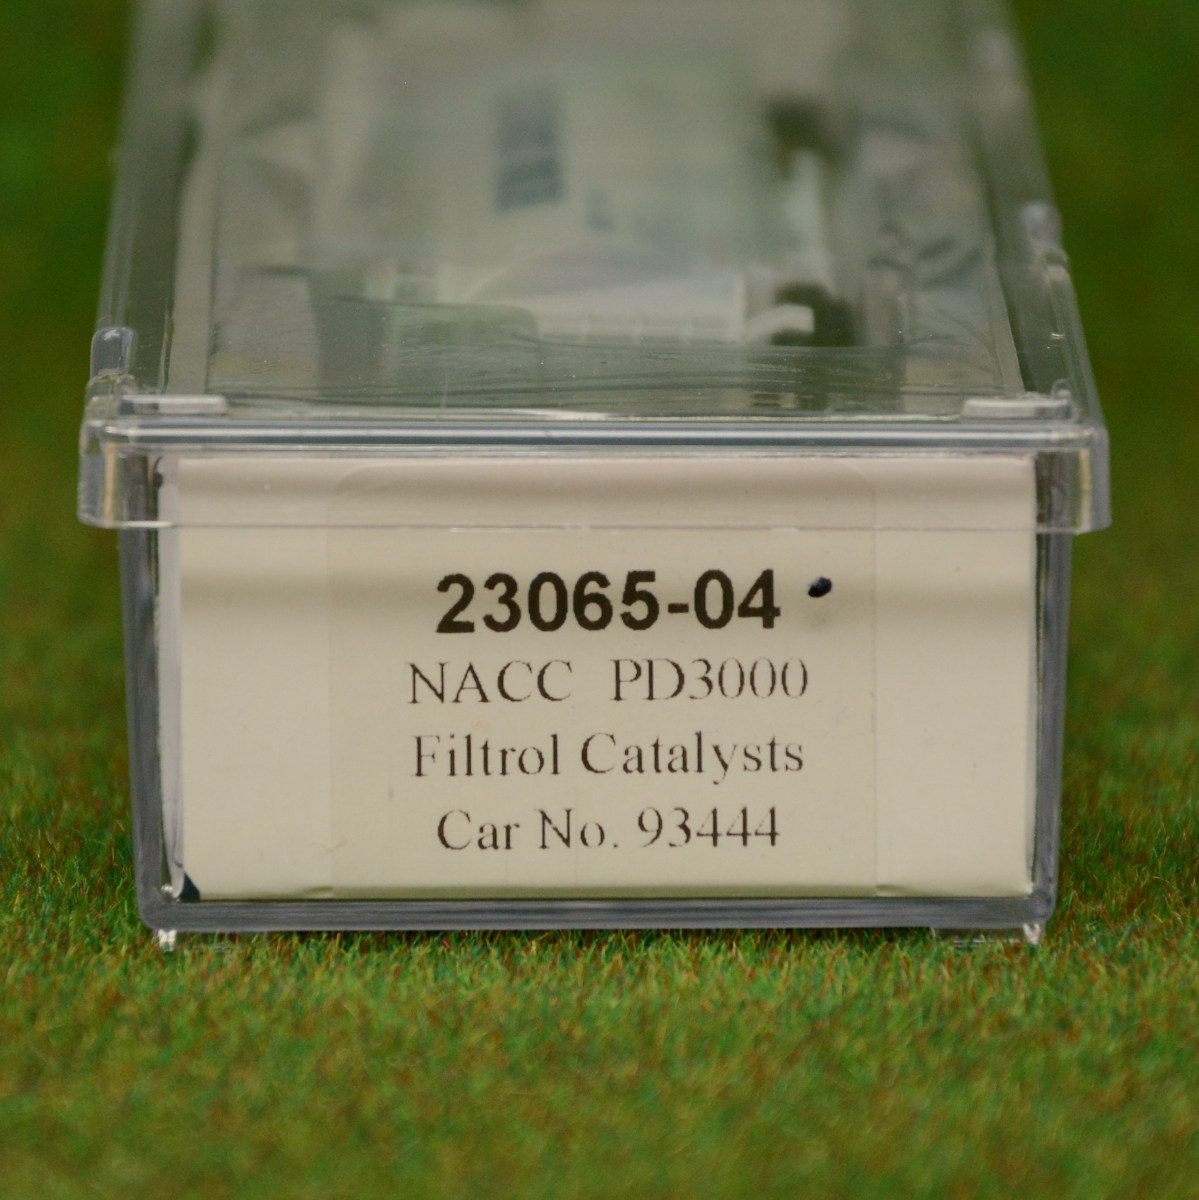 23065-04
NACC PD3000
Filtrol Catalysts
Car No. 93444